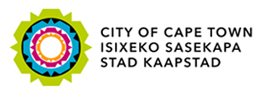 CITY OF CAPE TOWN
ISIXEKO SASEKAPA
STAD KAAPSTAD